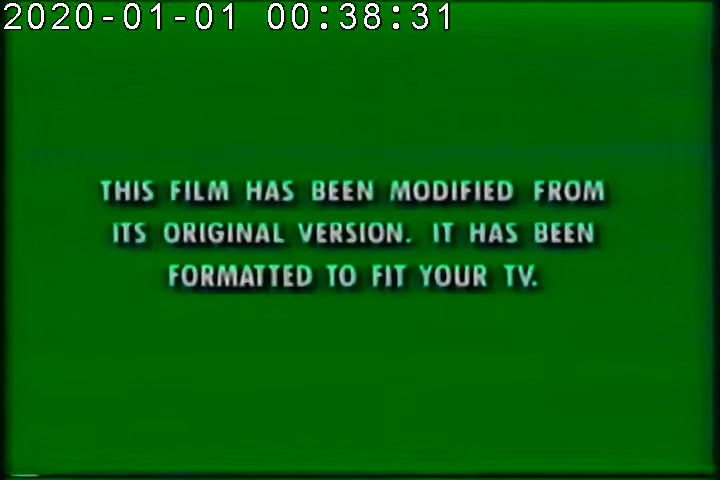 2020-01-01 00:38:31
THIS FILM HAS BEEN MODIFIED FROM
ITS ORIGINAL VERSION. IT HAS BEEN
FORMATTED TO FIT YOUR TV.